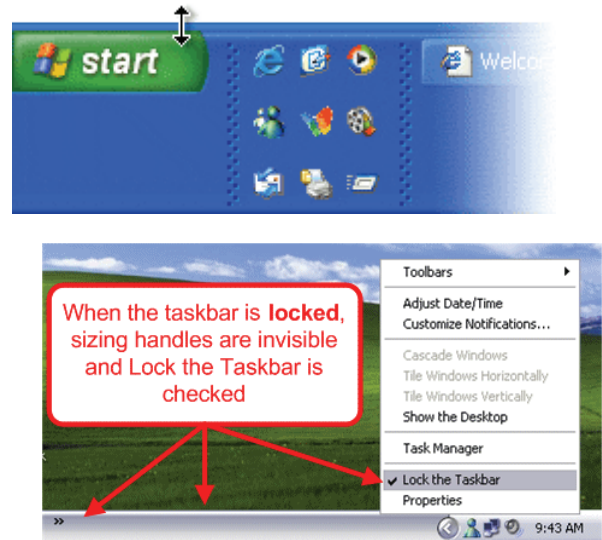 start
Welco
When the taskbar is locked,
sizing handles are invisible
and Lock the Taskbar is
checked
Toolbars
Adjust Date/Time
Customize Notifications...
Cascade Windows
Tile Windows Horizontally
Tile Windows Vertically
Show the Desktop
Task Manager
Lock the Taskbar
Properties
» 9:43 AM